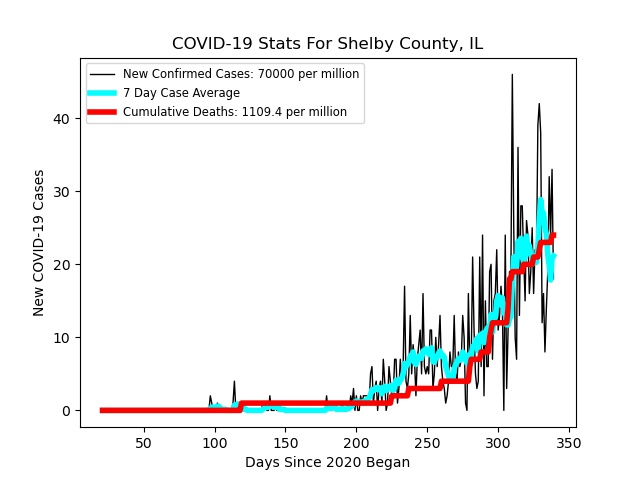 COVID-19 Stats For Shelby County, IL
New Confirmed Cases: 70000 per million
7 Day Case Average
Cumulative Deaths: 1109.4 per million
New COVID-19 Cases
40
30
20
10
0
50 100 150 200 250 300 350
Days Since 2020 Began